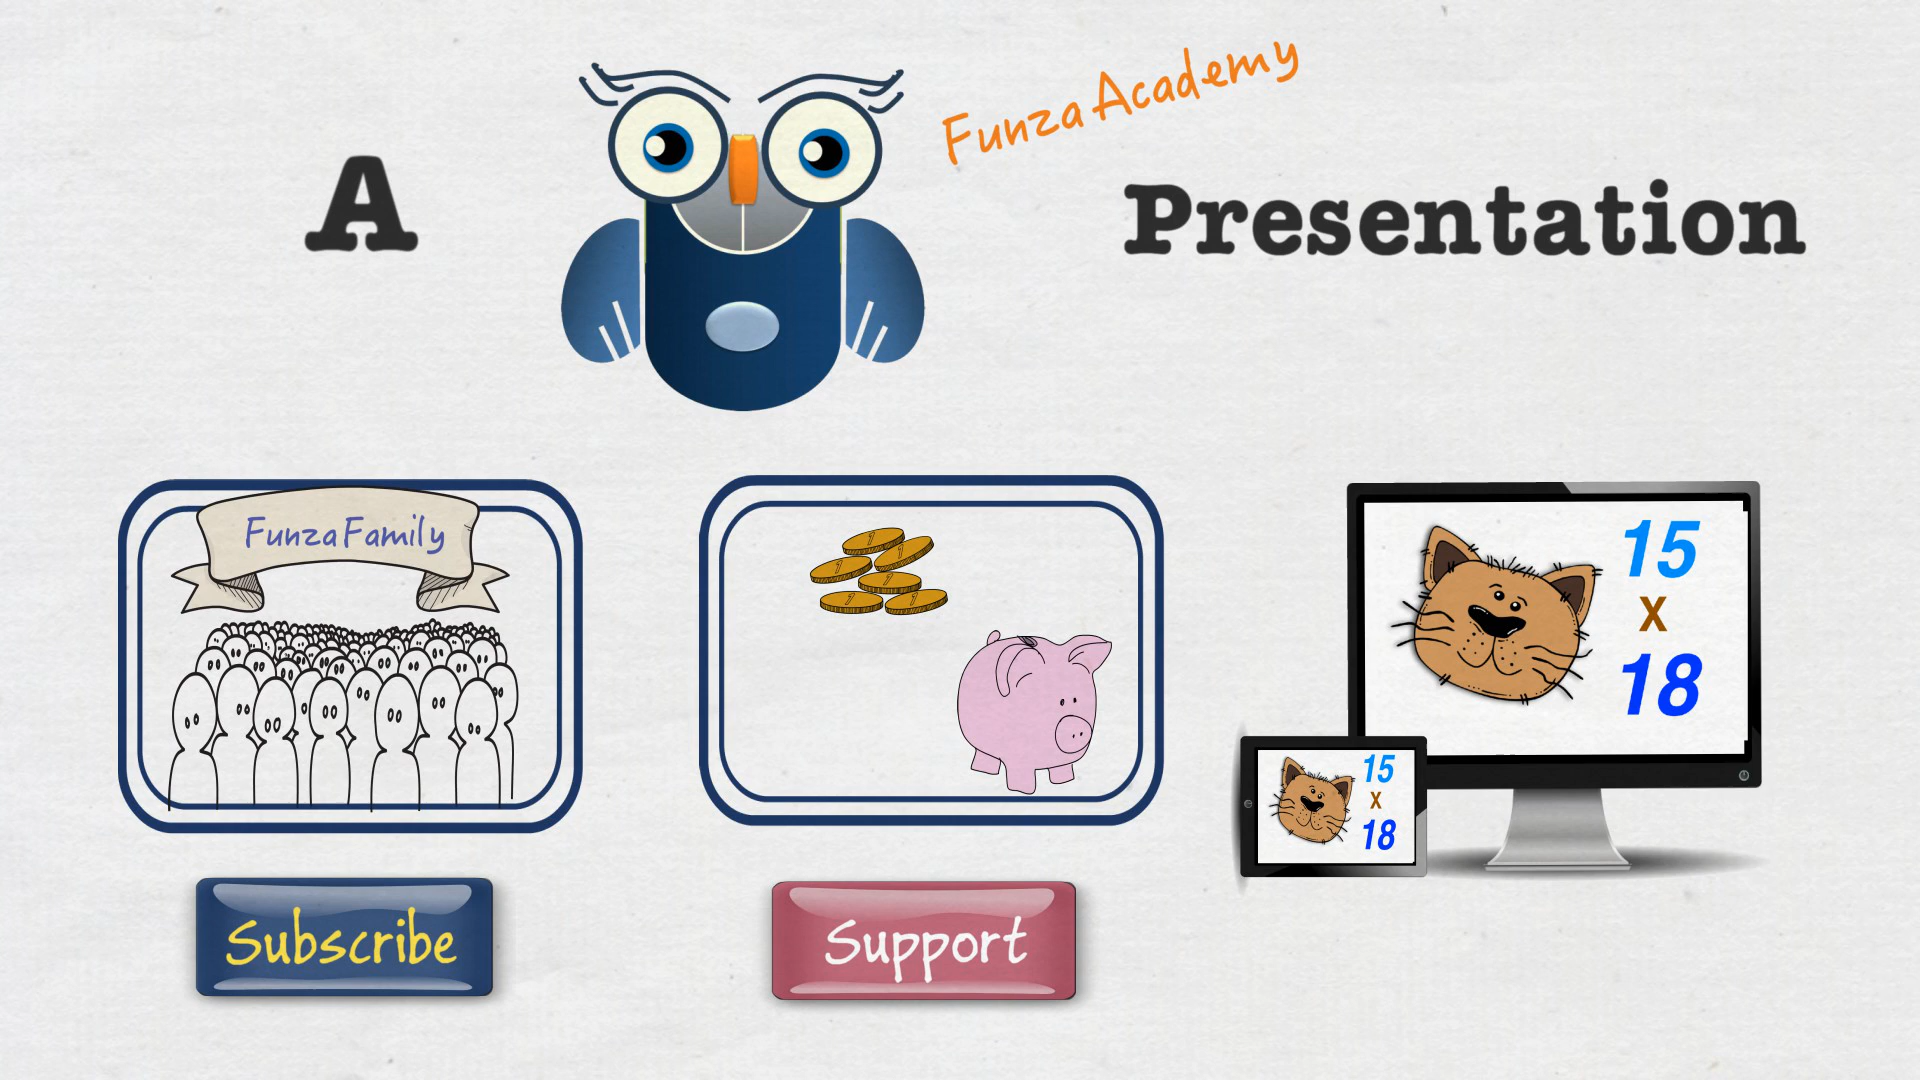 Funza Academy
A
Presentation
Funza Family
15
x
18
15
x
18
Subscribe
Support